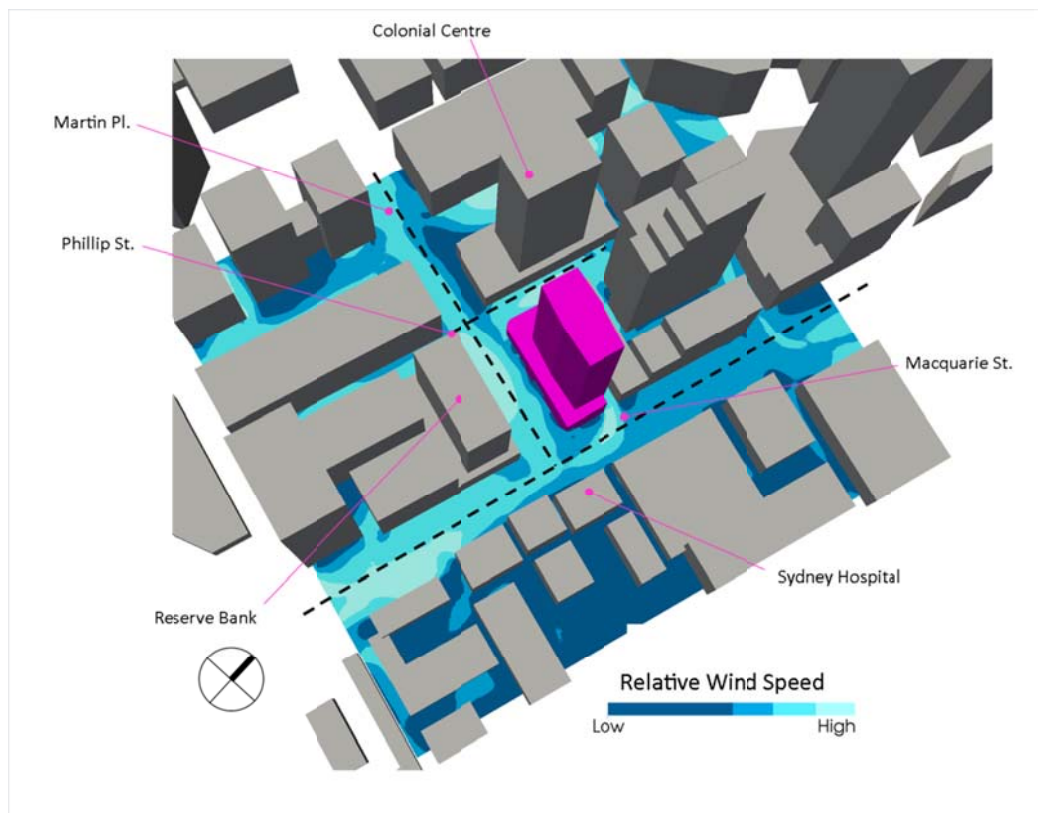 Colonial Centre
Martin Pl.
Phillip St.
Macquarie St.
Sydney Hospital
Reserve Bank
Relative Wind Speed
Low High